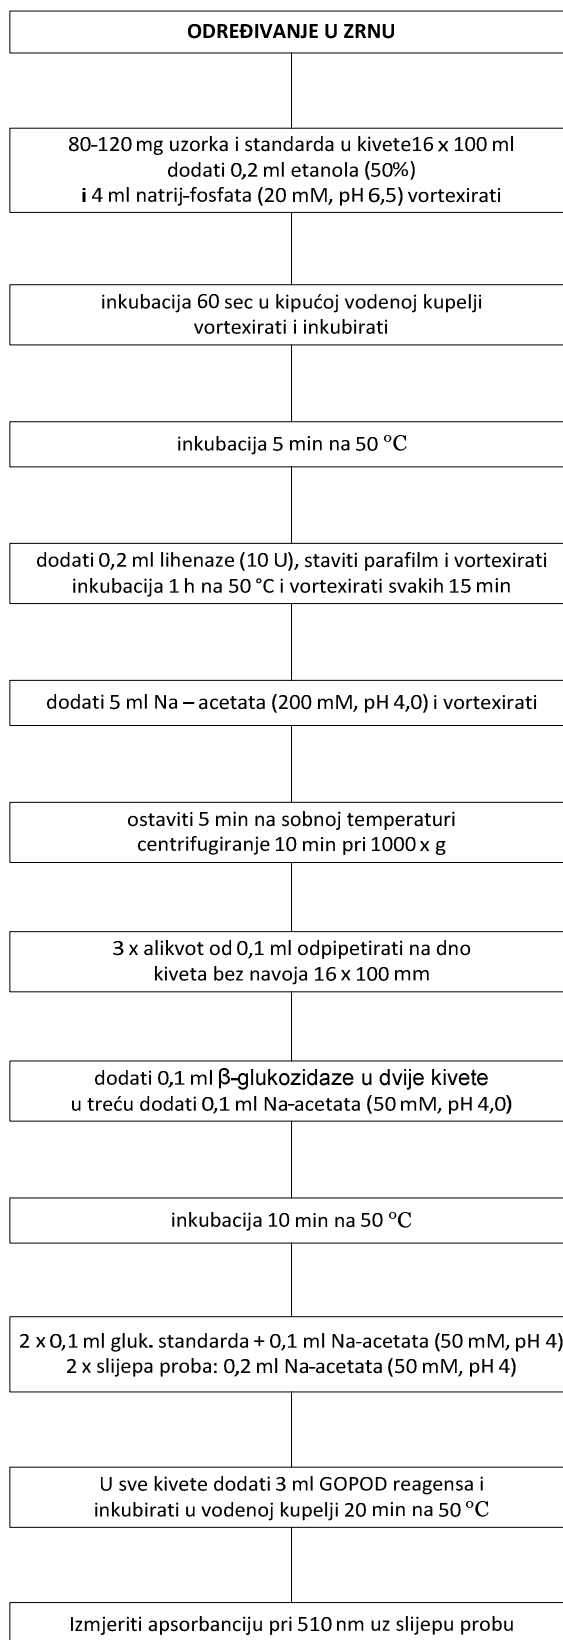 ODREĐIVANJE U ZRNU
80-120 mg uzorka i standarda u kivete16 x 100 ml
dodati 0,2 ml etanola (50%)
i 4 ml natrij-fosfata (20 mM, pH 6,5) vortexirati
inkubacija 60 sec u kipućoj vodenoj kupelji
vortexirati i inkubirati
inkubacija 5 min na 50 °C
dodati 0,2 ml lihenaze (10 U), staviti parafilm i vortexirati
inkubacija 1 h na 50 °C i vortexirati svakih 15 min
dodati 5 ml Na – acetata (200 mM, pH 4,0) i vortexirati
ostaviti 5 min na sobnoj temperaturi
centrifugiranje 10 min pri 1000 x g
3 x alikvot od 0,1 ml odpipetirati na dno
kiveta bez navoja 16 x 100 mm
dodati 0,1 ml β-glukozidaze u dvije kivete
u treću dodati 0,1 ml Na-acetata (50 mM, pH 4,0)
inkubacija 10 min na 50 °C
2 x 0,1 ml gluk. standarda + 0,1 ml Na-acetata (50 mM, pH 4)
2 x slijepa proba: 0,2 ml Na-acetata (50 mM, pH 4)
U sve kivete dodati 3 ml GOPOD reagensa i
inkubirati u vodenoj kupelji 20 min na 50 °C
Izmjeriti apsorbanciju pri 510 nm uz slijepu probu